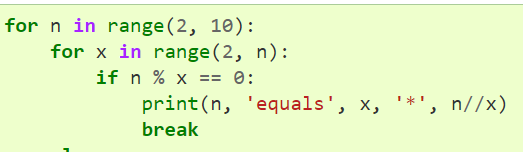 for n in range(2, 10):
    for x in range(2, n):
        if n % x == 0:
            print(n, 'equals', x, '*', n//x)
            break